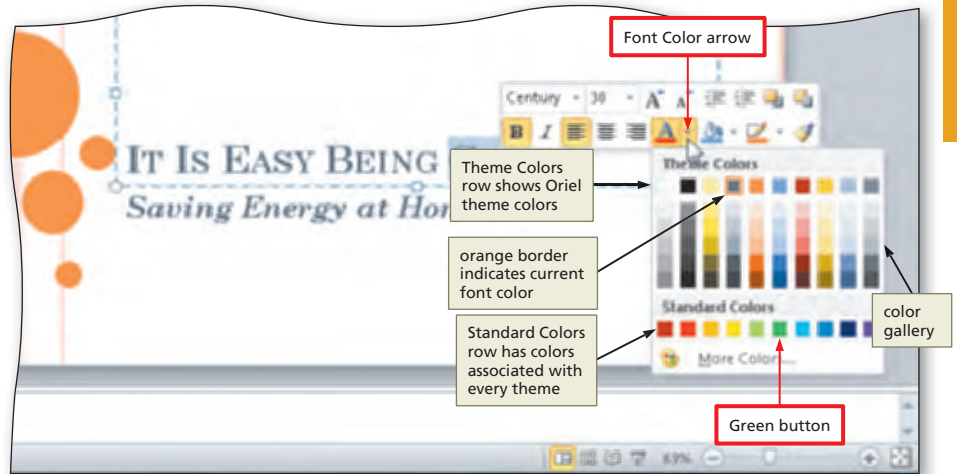 Font Color arrow
Century
30
IT IS EASY BEING
Saving Energy at Hor
Theme Colors
Theme Colors
row shows Oriel
theme colors
orange border
indicates current
font color
color
gallery
Standard Colors
Standard Colors
row has colors
associated with
every theme
More Colors...
Green button
63%